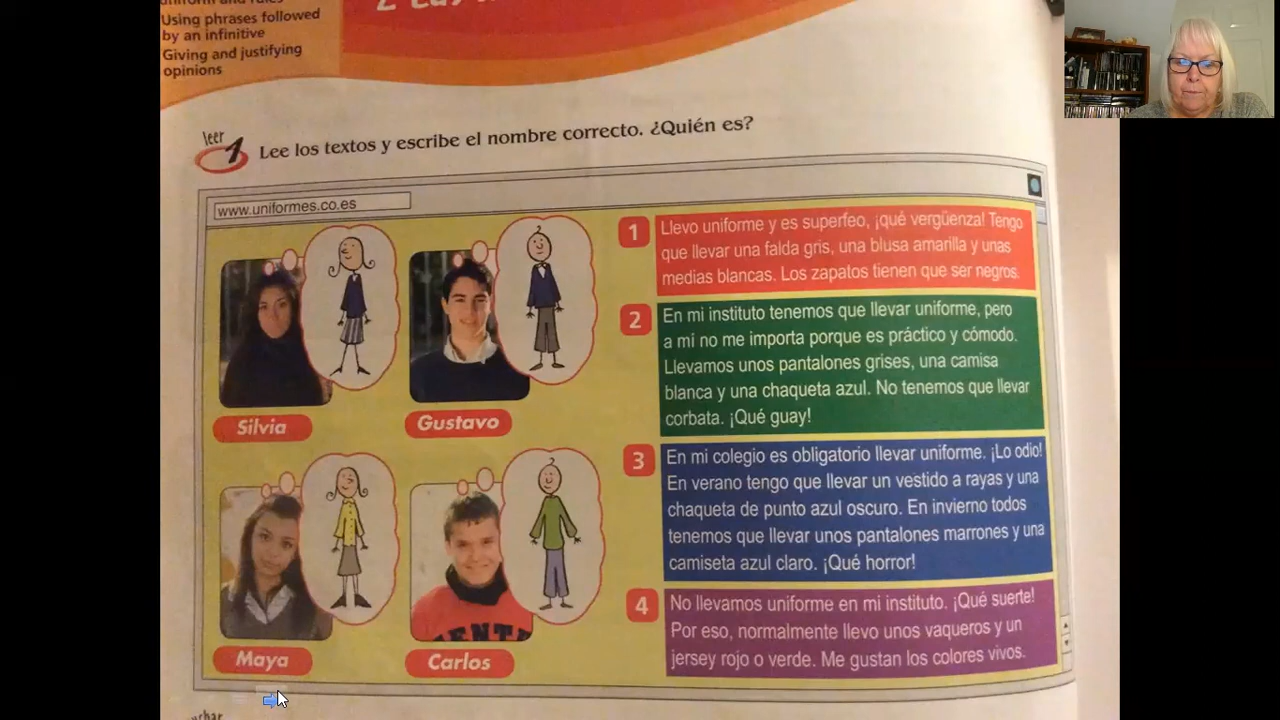 Using phrases followed
by an infinitive
Giving and justifying
opinions
leer
1 Lee los textos y escribe el nombre correcto. ¿Quién es?
www.uniformes.co.es
Silvia
Gustavo
Maya
Carlos
1
Llevo uniforme y es superfeo, ¡qué vergüenza! Tengo
que llevar una falda gris, una blusa amarilla y unas
medias blancas. Los zapatos tienen que ser negros.
2
En mi instituto tenemos que llevar uniforme, pero
a mi no me importa porque es práctico y cómodo.
Llevamos unos pantalones grises, una camisa
blanca y una chaqueta azul. No tenemos que llevar
corbata. ¡Qué guay!
3
En mi colegio es obligatorio llevar uniforme. ¡Lo odio!
En verano tengo que llevar un vestido a rayas y una
chaqueta de punto azul oscuro. En invierno todos
tenemos que llevar unos pantalones marrones y una
camiseta azul claro. ¡Qué horror!
4
No llevamos uniforme en mi instituto. ¡Qué suerte!
Por eso, normalmente llevo unos vaqueros y un
jersey rojo o verde. Me gustan los colores vivos.